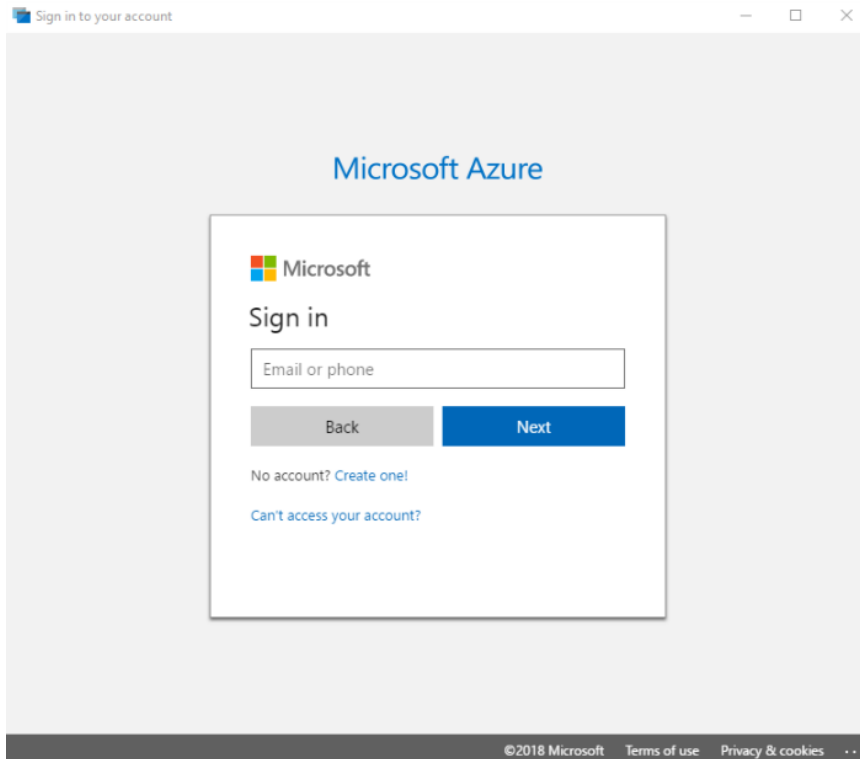 Sign in to your account
Microsoft Azure
Microsoft
Sign in
Email or phone
Back Next
No account? Create one!
Can't access your account?
©2018 Microsoft Terms of use Privacy & cookies ..